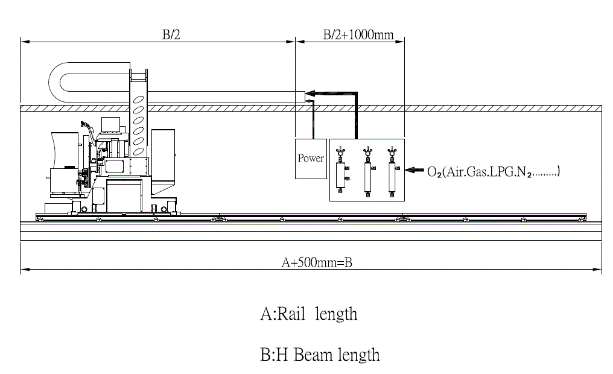 B/2
B/2+1000mm
Power
O₂(Air.Gas.LPG.N₂.........)
A+500mm=B
A:Rail length
B:H Beam length